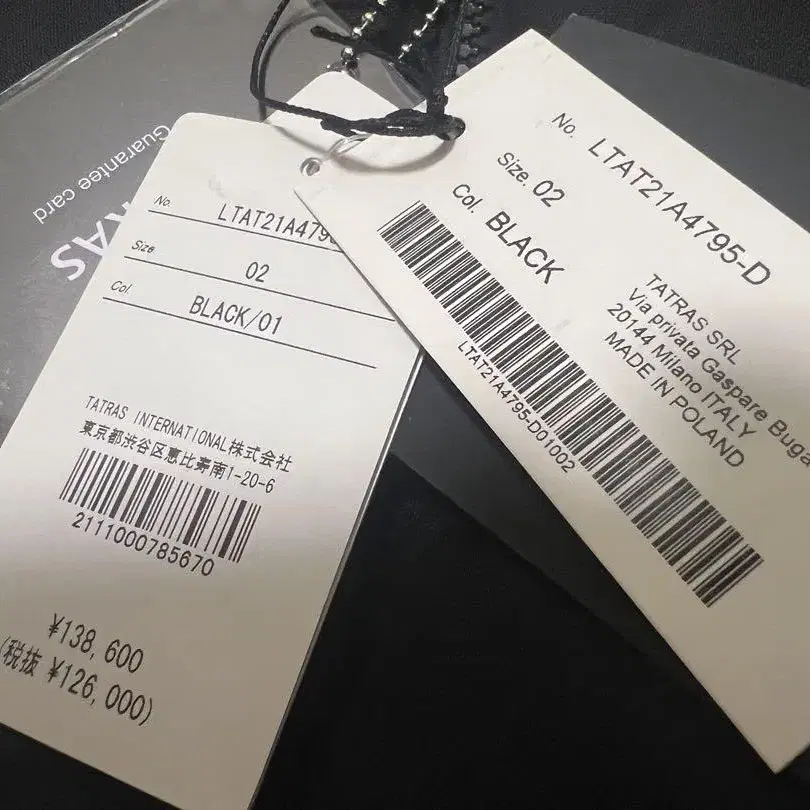 Guarantee card
RAS
No. LTAT21A479
Size 02
Col. BLACK/01
TATRAS INTERNATIONAL株式会社
東京都渋谷区恵比寿南1-20-6
2111000785670
¥138,600
(税抜 ¥126,000)
No. LTAT21A4795-D
Size. 02
Col. BLACK
LTAT21A4795-D01002
TATRAS SRL
Via privata Gaspare Buga
20144 Milano ITALY
MADE IN POLAND